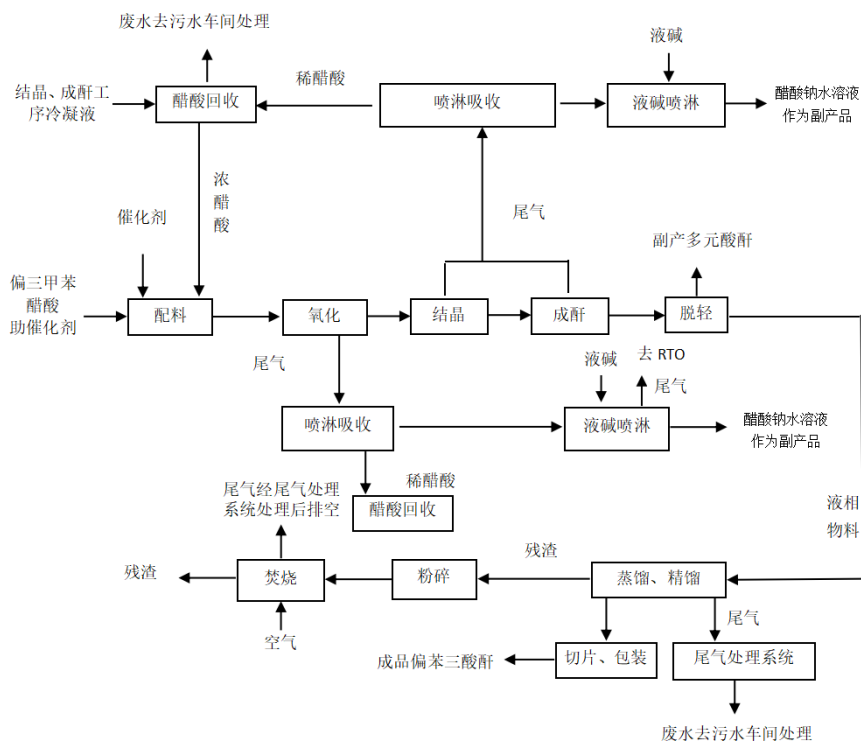 废水去污水车间处理
液碱
结晶、成酐工
序冷凝液
醋酸回收
稀醋酸
喷淋吸收
液碱喷淋
醋酸钠水溶液
作为副产品
浓
醋
酸
催化剂
尾气
副产多元酸酐
偏三甲苯
醋酸
助催化剂
配料
氧化
结晶
成酐
脱轻
尾气
液碱
去 RTO
尾气
喷淋吸收
液碱喷淋
醋酸钠水溶液
作为副产品
稀醋酸
醋酸回收
尾气经尾气处理
系统处理后排空
液相
物料
残渣
焚烧
粉碎
残渣
蒸馏、精馏
空气
尾气
成品偏苯三酸酐
切片、包装
尾气处理系统
废水去污水车间处理